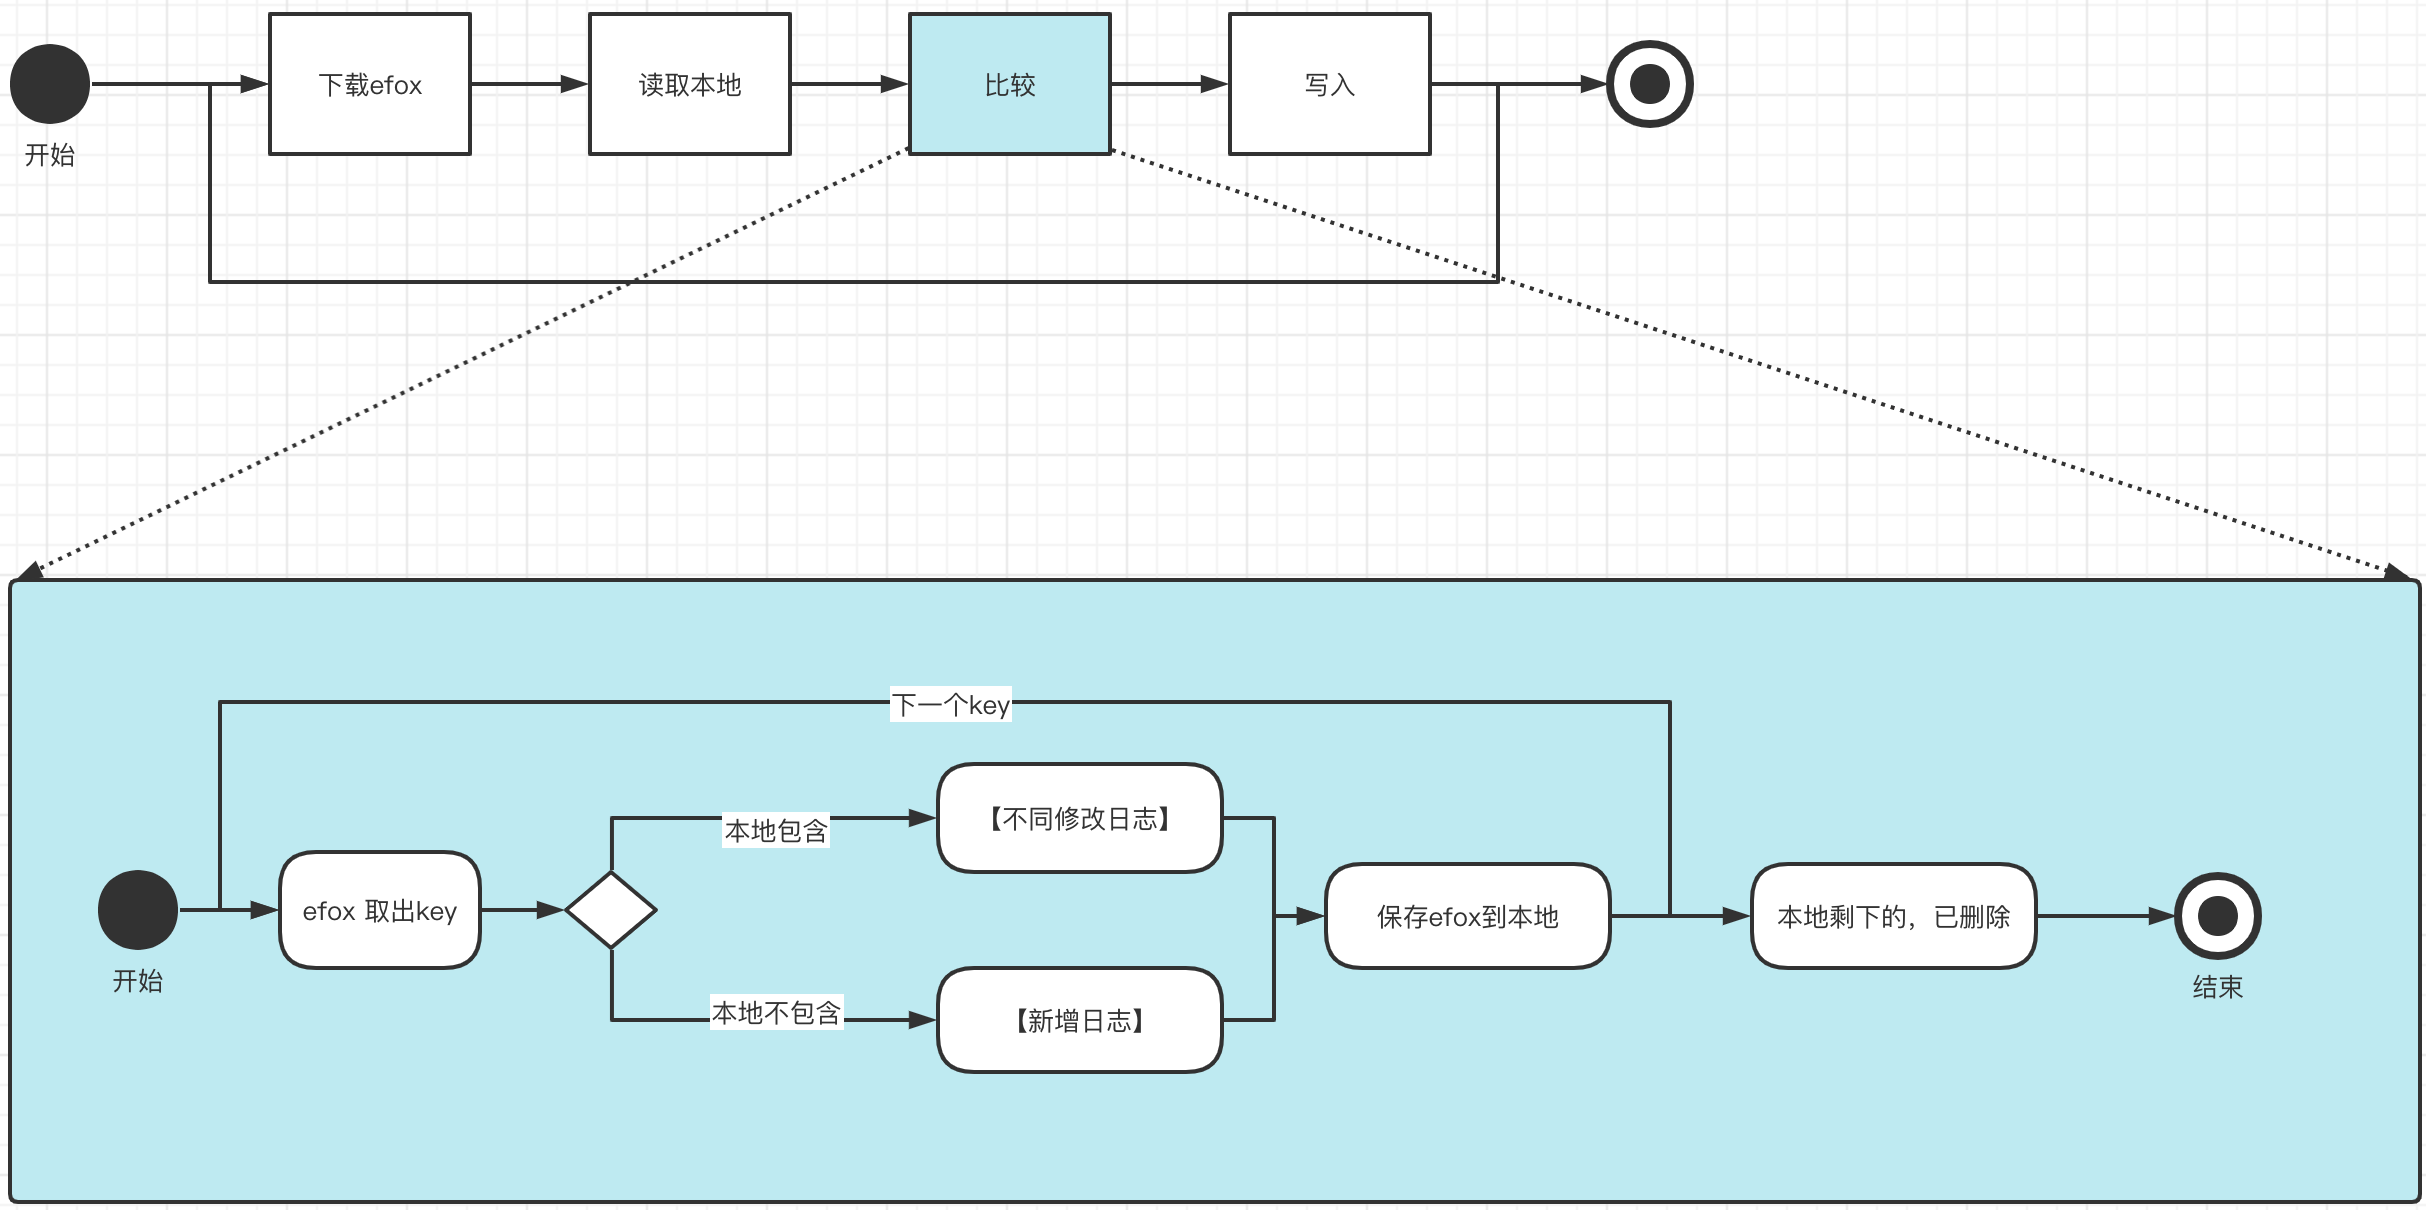 下载efox
读取本地
比较
写入
开始
下一个key
本地包含
【不同修改日志】
efox 取出key
保存efox到本地
本地剩下的，已删除
开始
结束
本地不包含
【新增日志】